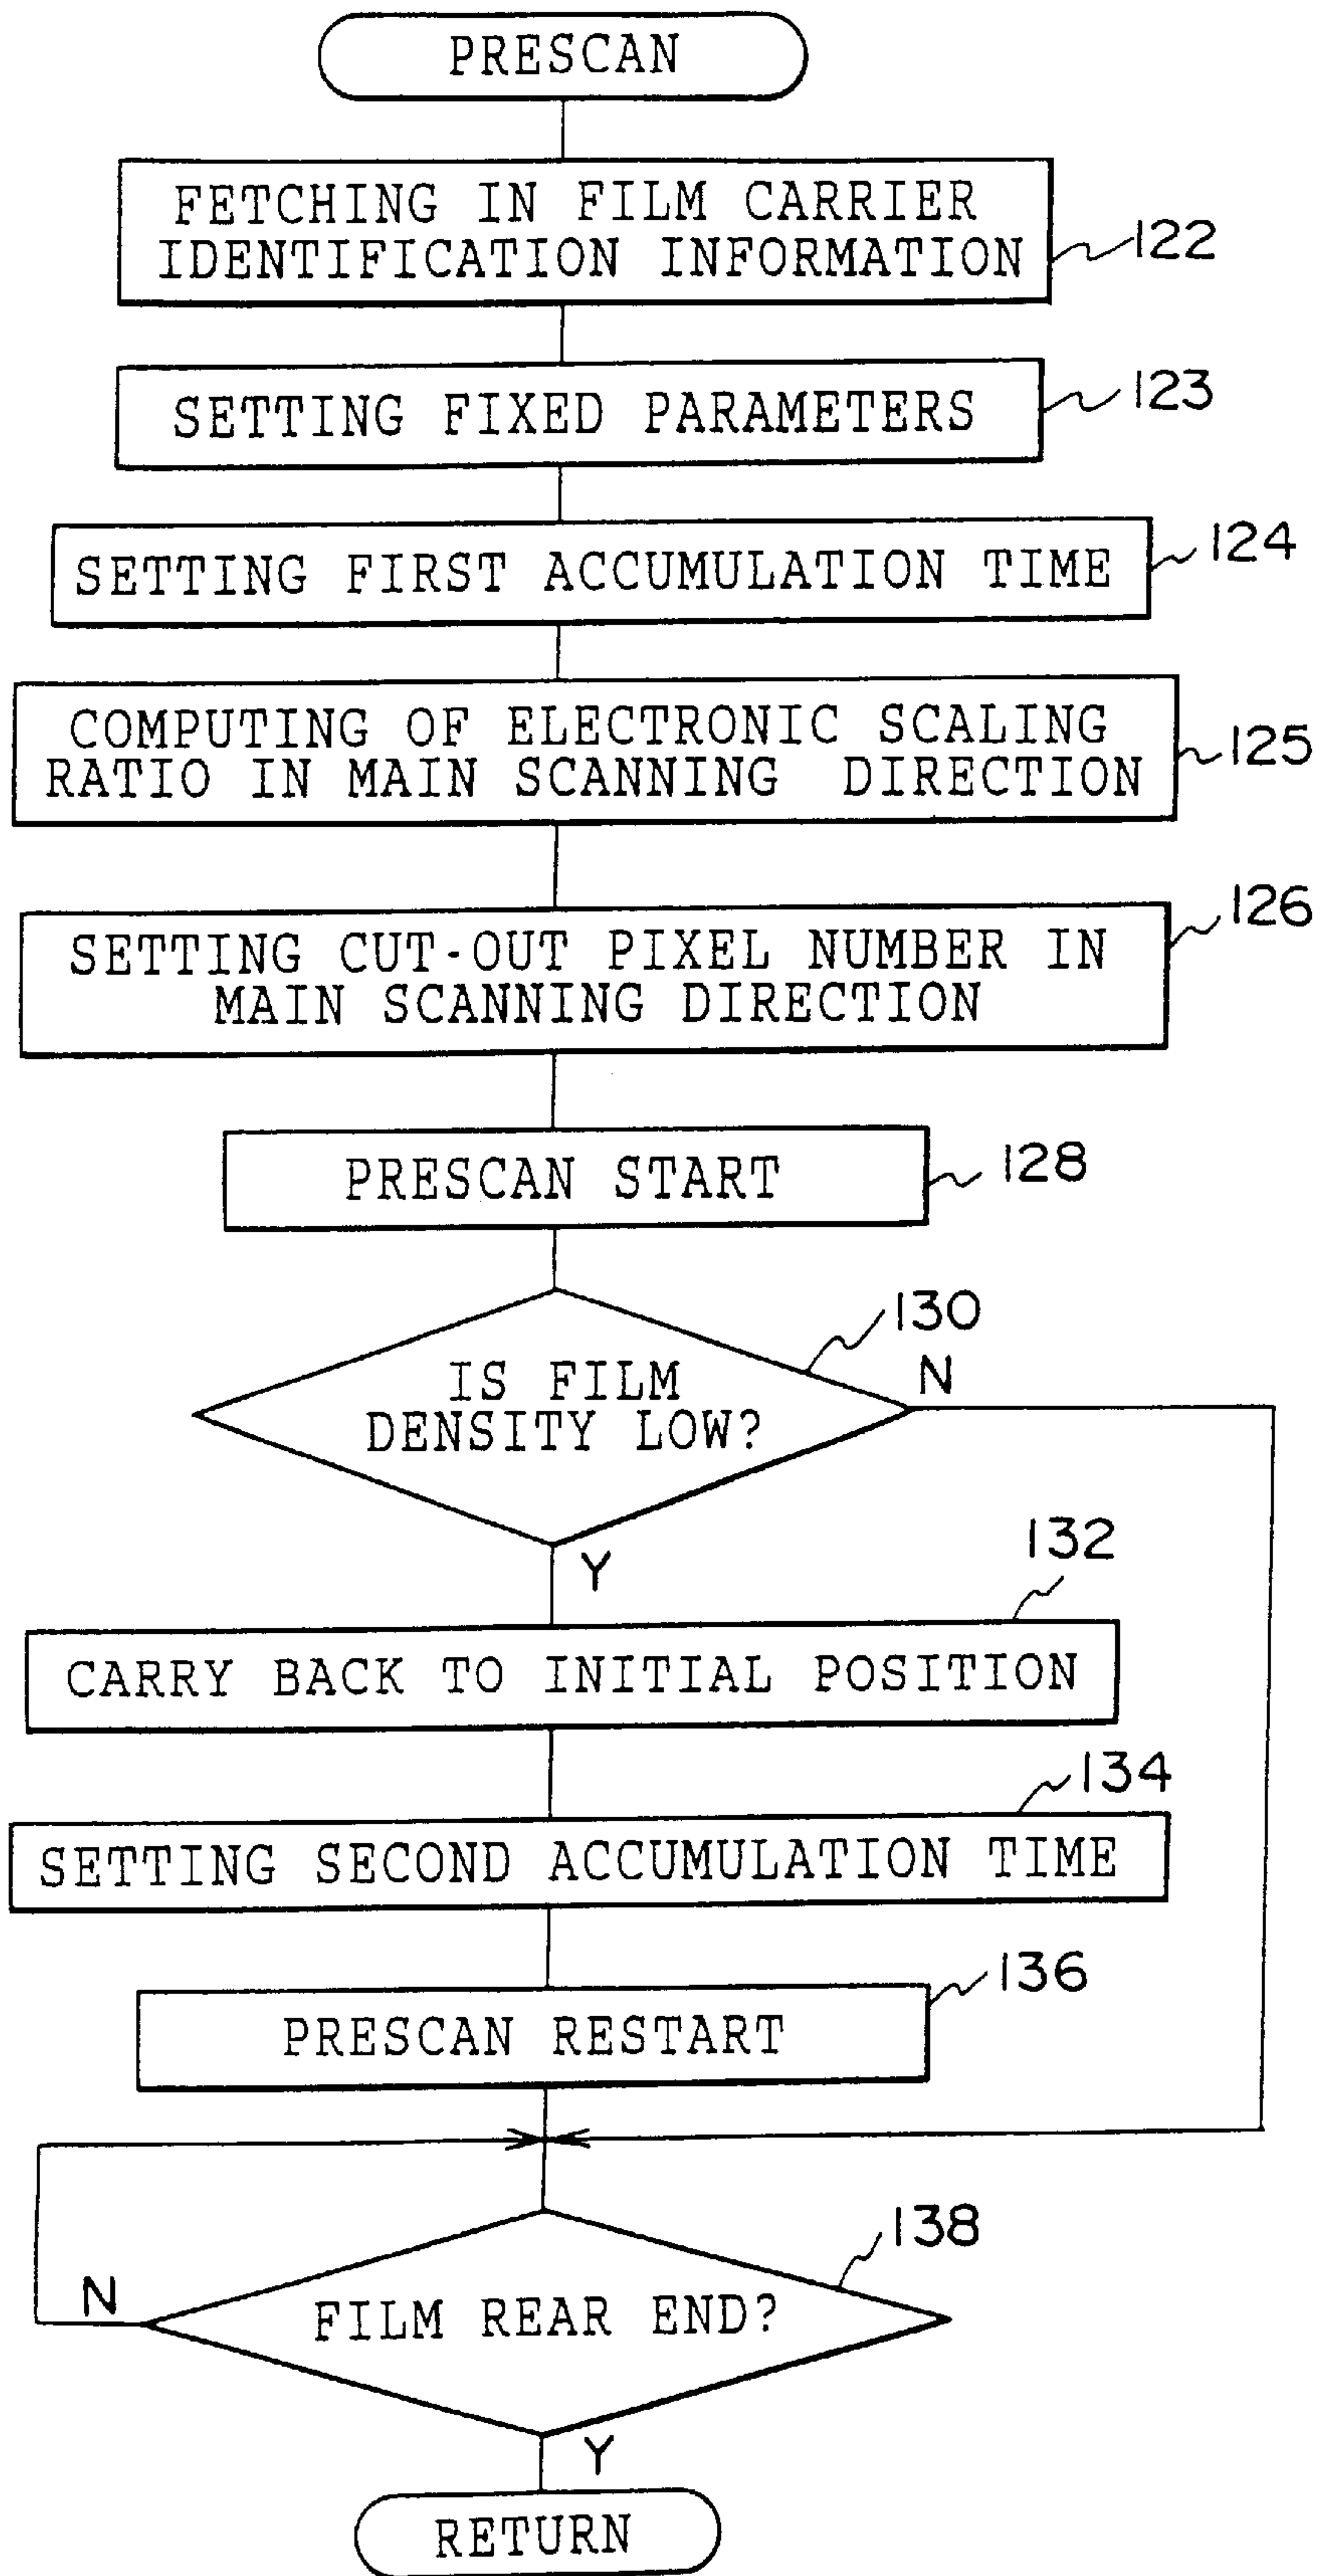 PRESCAN
FETCHING IN FILM CARRIER
IDENTIFICATION INFORMATION
122
SETTING FIXED PARAMETERS
123
SETTING FIRST ACCUMULATION TIME
124
COMPUTING OF ELECTRONIC SCALING
RATIO IN MAIN SCANNING DIRECTION
125
SETTING CUT-OUT PIXEL NUMBER IN
MAIN SCANNING DIRECTION
126
PRESCAN START
128
130
IS FILM
DENSITY LOW?
N
Y
132
CARRY BACK TO INITIAL POSITION
134
SETTING SECOND ACCUMULATION TIME
136
PRESCAN RESTART
138
FILM REAR END?
N
Y
RETURN